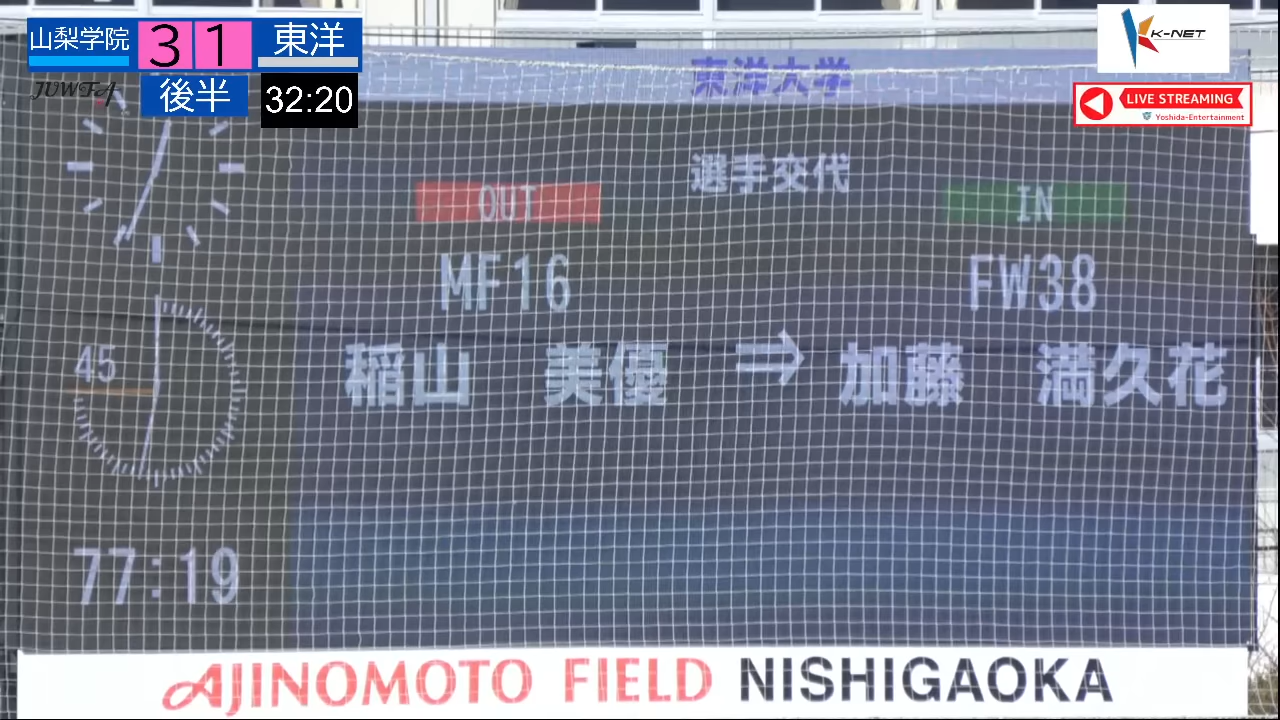 山梨学院 3 1 東洋
JUWFA 後半 32:20
K-NET
LIVE STREAMING
Yoshida-Entertainment
東洋大学
選手交代
OUT IN
MF16 FW38
稲山 美優 ⇒ 加藤 満久花
45
77:19
AJINOMOTO FIELD NISHIGAOKA